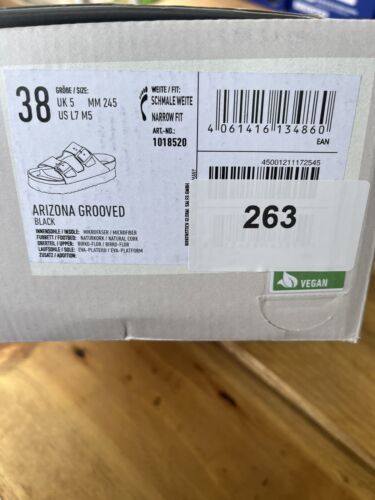 38
GRÖßE / SIZE:
UK 5 MM 245
US L7 M5
WEITE / FIT:
SCHMALE WEITE
NARROW FIT
ART.-NO.:
1018520
4 061416 134860
EAN
45001211172545
ARIZONA GROOVED
BLACK
INNENSOHLE / INSOLE: MIKROFASER / MICROFIBER
FUßBETT / FOOTBED: NATURKORK / NATURAL CORK
OBERTEIL / UPPER: BIRKO-FLOR / BIRKO-FLOR
LAUFSOHLE / SOLE: EVA-PLATEAU / EVA-PLATFORM
ZUSATZ / ADDITION:
263
VEGAN